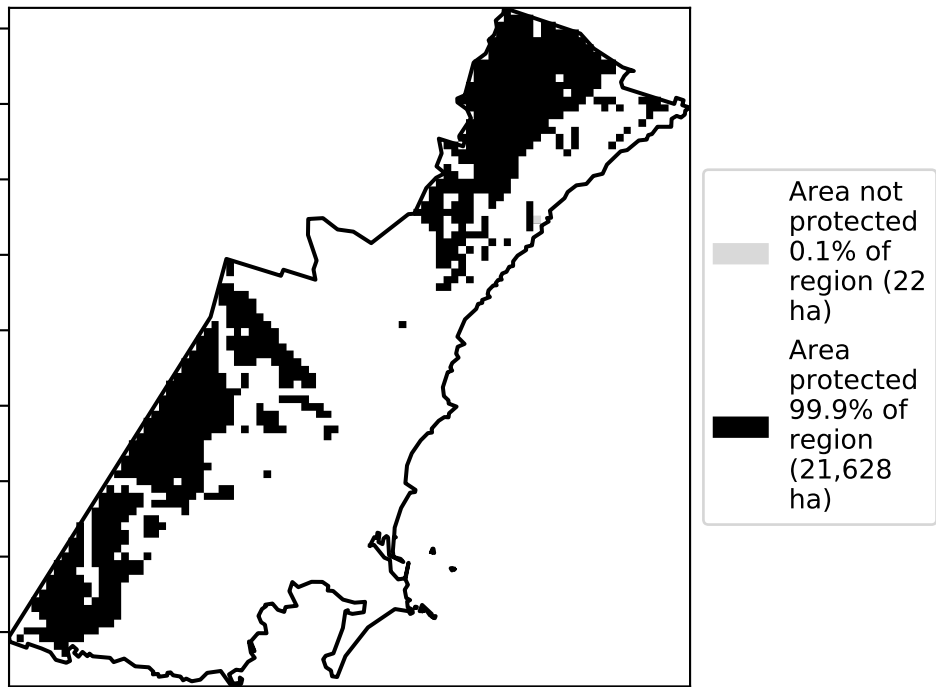 Area not
protected
0.1% of
region (22
ha)
Area
protected
99.9% of
region
(21,628
ha)